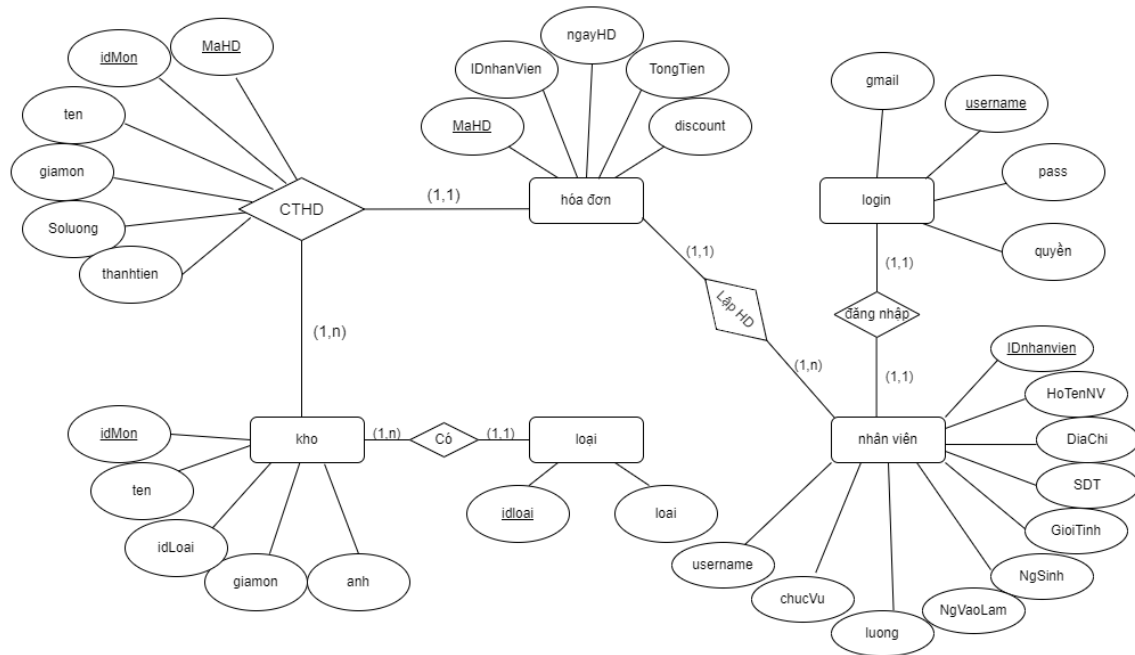 ngayHD
MaHD
idMon
IDnhanVien
TongTien
gmail
username
ten
MaHD
discount
giamon
pass
CTHD
(1,1)
hóa đơn
login
Soluong
quyền
thanhtien
(1,1)
(1,1)
Lập HD
đăng nhập
(1,n)
IDnhanvien
(1,n)
(1,1)
HoTenNV
idMon
kho
(1,n)
Có
(1,1)
loại
nhân viên
DiaChi
ten
SDT
idloai
loai
GioiTinh
idLoai
username
NgSinh
giamon
anh
chucVu
NgVaoLam
luong